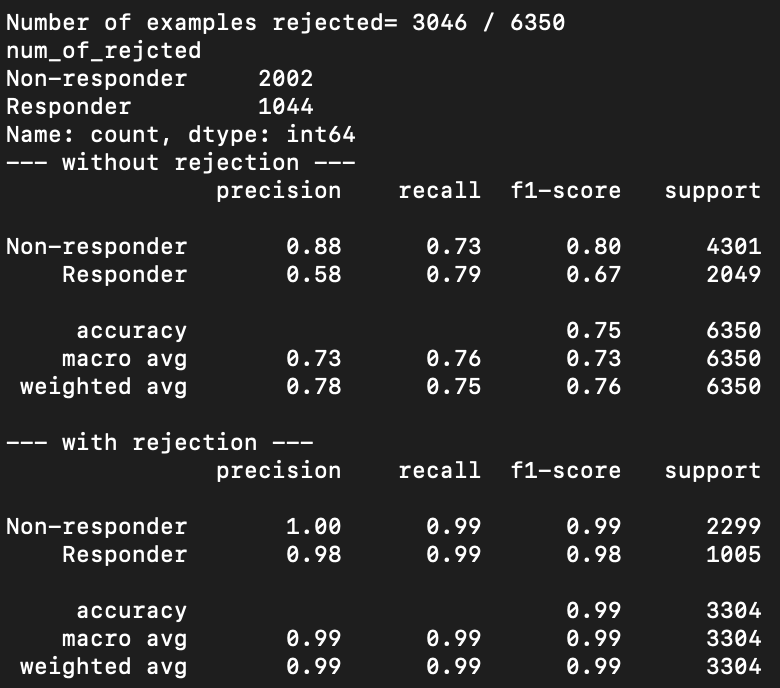 Number of examples rejected= 3046 / 6350
num_of_rejcted
Non-responder     2002
Responder         1044
Name: count, dtype: int64
--- without rejection ---
               precision    recall  f1-score   support

Non-responder       0.88      0.73      0.80      4301
    Responder       0.58      0.79      0.67      2049

     accuracy                           0.75      6350
    macro avg       0.73      0.76      0.73      6350
 weighted avg       0.78      0.75      0.76      6350

--- with rejection ---
               precision    recall  f1-score   support

Non-responder       1.00      0.99      0.99      2299
    Responder       0.98      0.99      0.98      1005

     accuracy                           0.99      3304
    macro avg       0.99      0.99      0.99      3304
 weighted avg       0.99      0.99      0.99      3304